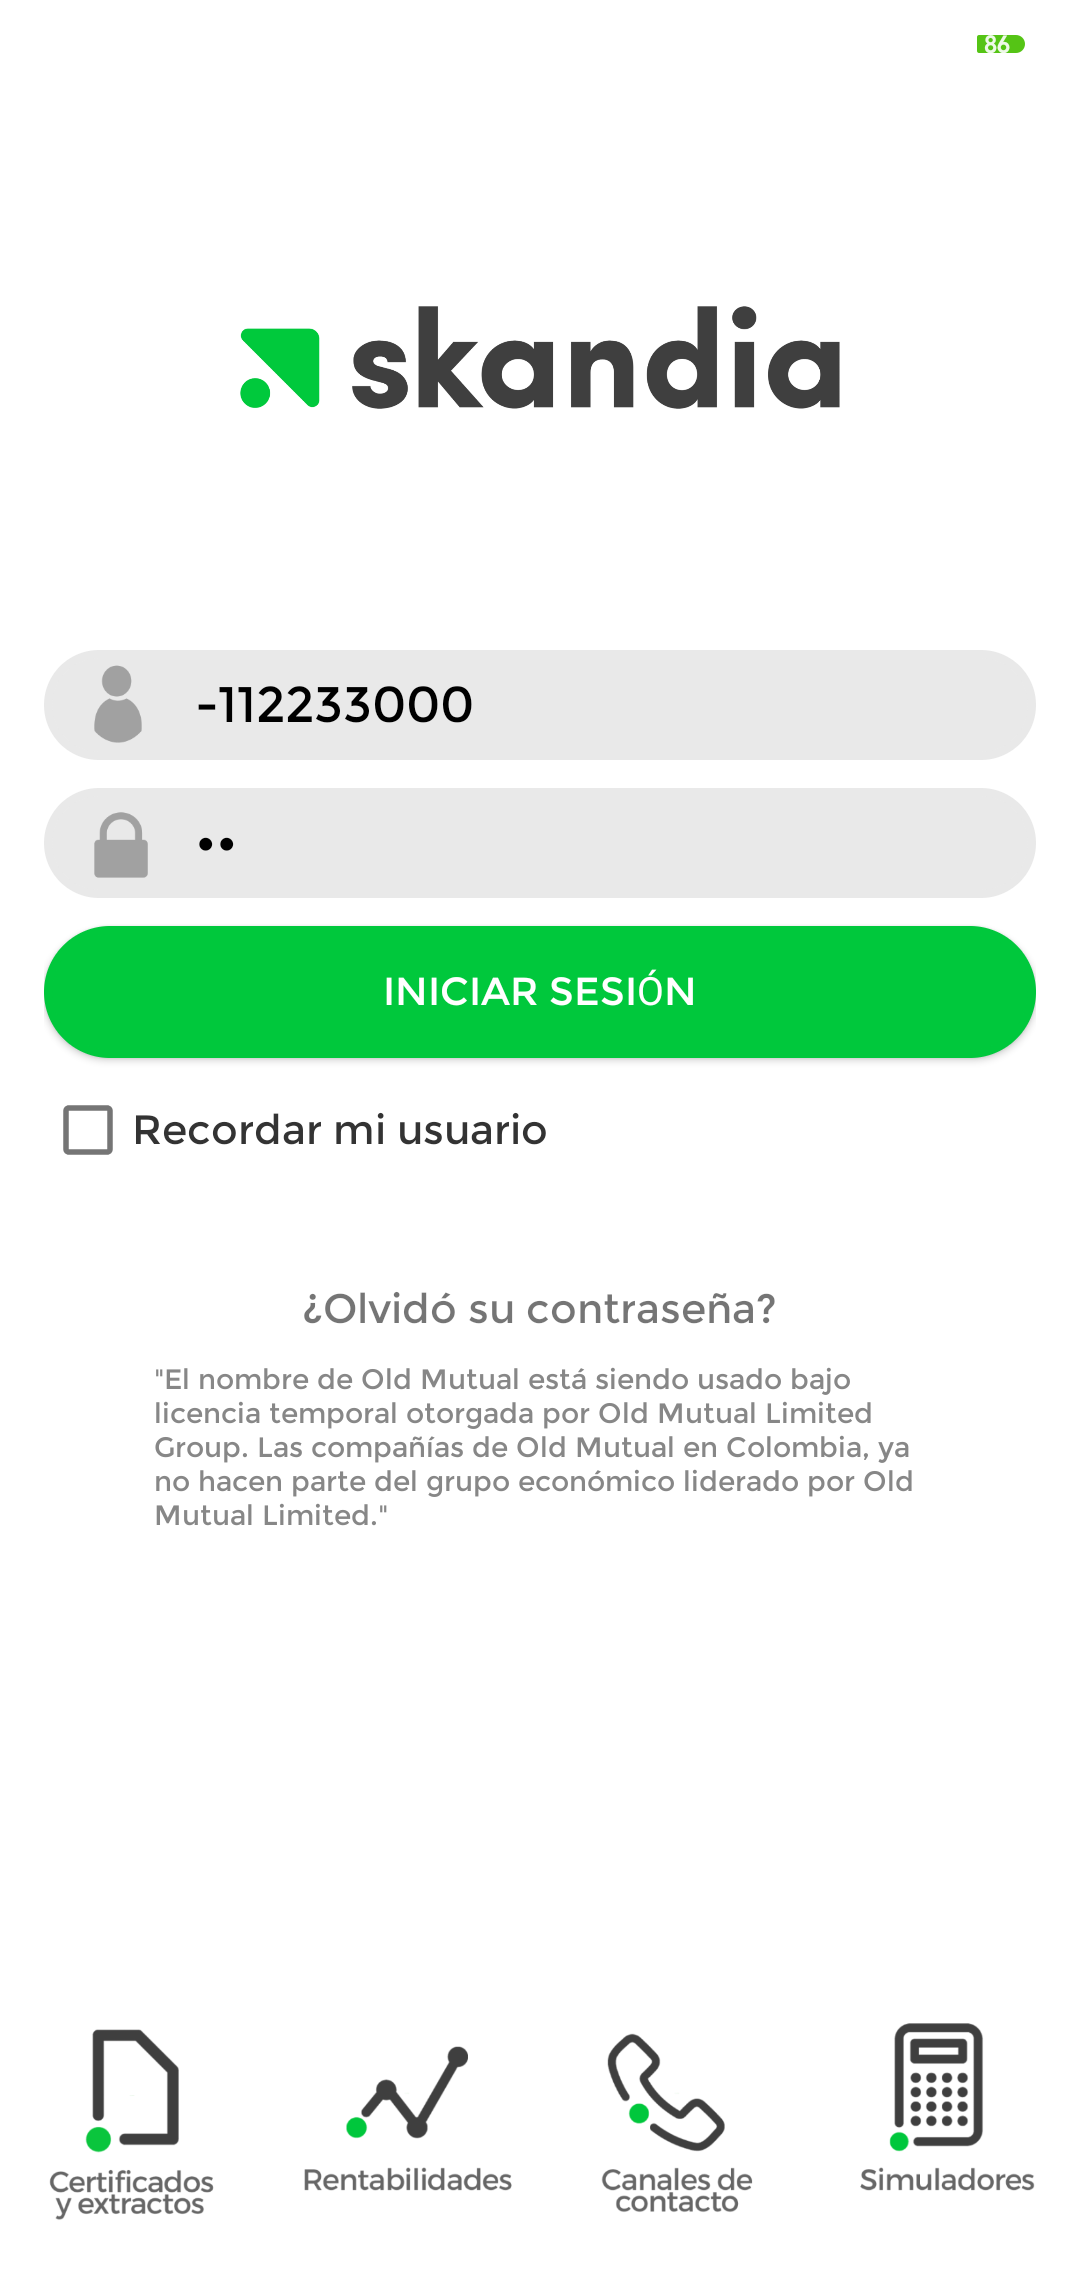 86
skandia
-112233000
••
INICIAR SESIÓN
Recordar mi usuario
¿Olvidó su contraseña?
"El nombre de Old Mutual está siendo usado bajo
licencia temporal otorgada por Old Mutual Limited
Group. Las compañías de Old Mutual en Colombia, ya
no hacen parte del grupo económico liderado por Old
Mutual Limited."
Certificados
y extractos
Rentabilidades
Canales de
contacto
Simuladores